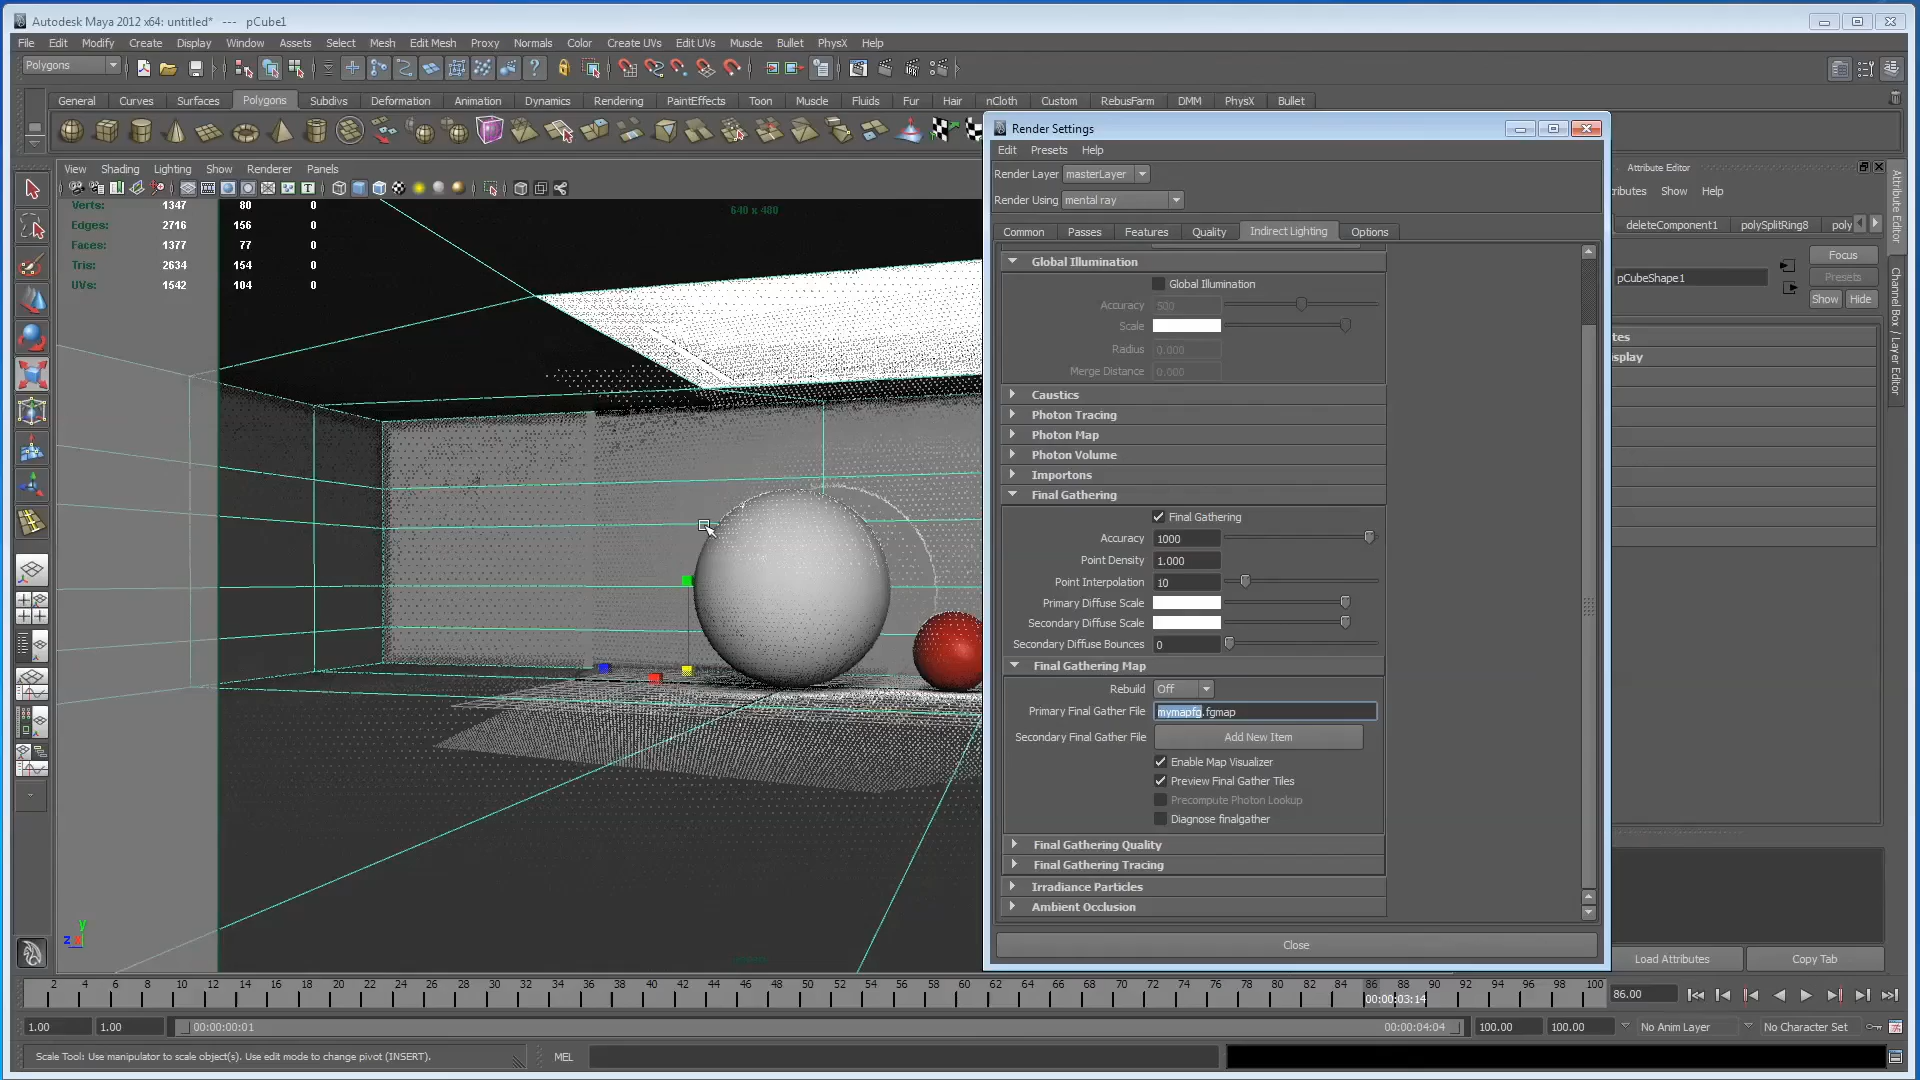 Autodesk Maya 2012 x64: untitled* --- pCube1
File Edit Modify Create Display Window Assets Select Mesh Edit Mesh Proxy Normals Color Create UVs Edit UVs Muscle Bullet PhysX Help
Polygons
General Curves Surfaces Polygons Subdivs Deformation Animation Dynamics Rendering PaintEffects Toon Muscle Fluids Fur Hair nCloth Custom RebusFarm DMM PhysX Bullet
View Shading Lighting Show Renderer Panels
Verts: 1347 80 0
Edges: 2716 156 0
Faces: 1377 77 0
Tris: 2634 154 0
UVs: 1542 104 0
640 x 480
Render Settings
Edit Presets Help
Render Layer masterLayer
Render Using mental ray
Common Passes Features Quality Indirect Lighting Options
Global Illumination
Global Illumination
Accuracy 500
Scale
Radius 0.000
Merge Distance 0.000
Caustics
Photon Tracing
Photon Map
Photon Volume
Importons
Final Gathering
Final Gathering
Accuracy 1000
Point Density 1.000
Point Interpolation 10
Primary Diffuse Scale
Secondary Diffuse Scale
Secondary Diffuse Bounces 0
Final Gathering Map
Rebuild Off
Primary Final Gather File mymapfg.fgmap
Secondary Final Gather File Add New Item
Enable Map Visualizer
Preview Final Gather Tiles
Precompute Photon Lookup
Diagnose finalgather
Final Gathering Quality
Final Gathering Tracing
Irradiance Particles
Ambient Occlusion
Close
Attribute Editor
ributes Show Help
deleteComponent1 polySplitRing8 poly
Focus
pCubeShape1 Presets
Show Hide
tes
isplay
Attribute Editor
Channel Box / Layer Editor
Load Attributes Copy Tab
y
z x
2 4 6 8 10 12 14 16 18 20 22 24 26 28 30 32 34 36 38 40 42 44 46 48 50 52 54 56 58 60 62 64 66 68 70 72 74 76 78 80 82 84 86 88 90 92 94 96 98 100
00:00:03:14
86.00
1.00 1.00 00:00:00:01 00:00:04:04 100.00 100.00 No Anim Layer No Character Set
Scale Tool: Use manipulator to scale object(s). Use edit mode to change pivot (INSERT).
MEL